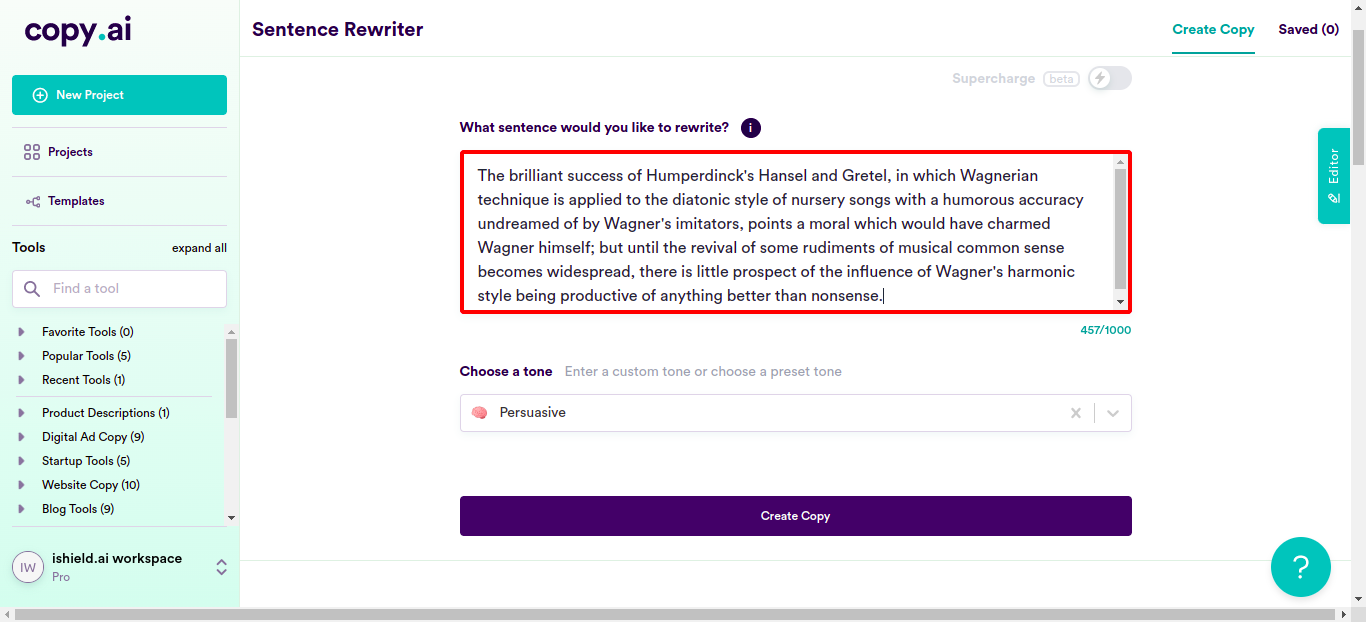 copy.ai
New Project
Projects
Templates
Tools
expand all
Find a tool
Favorite Tools (0)
Popular Tools (5)
Recent Tools (1)
Product Descriptions (1)
Digital Ad Copy (9)
Startup Tools (5)
Website Copy (10)
Blog Tools (9)
IW
ishield.ai workspace
Pro
Sentence Rewriter
Create Copy
Saved (0)
Supercharge beta
What sentence would you like to rewrite? i
The brilliant success of Humperdinck's Hansel and Gretel, in which Wagnerian
technique is applied to the diatonic style of nursery songs with a humorous accuracy
undreamed of by Wagner's imitators, points a moral which would have charmed
Wagner himself; but until the revival of some rudiments of musical common sense
becomes widespread, there is little prospect of the influence of Wagner's harmonic
style being productive of anything better than nonsense.
457/1000
Choose a tone Enter a custom tone or choose a preset tone
Persuasive
Create Copy
Editor
?